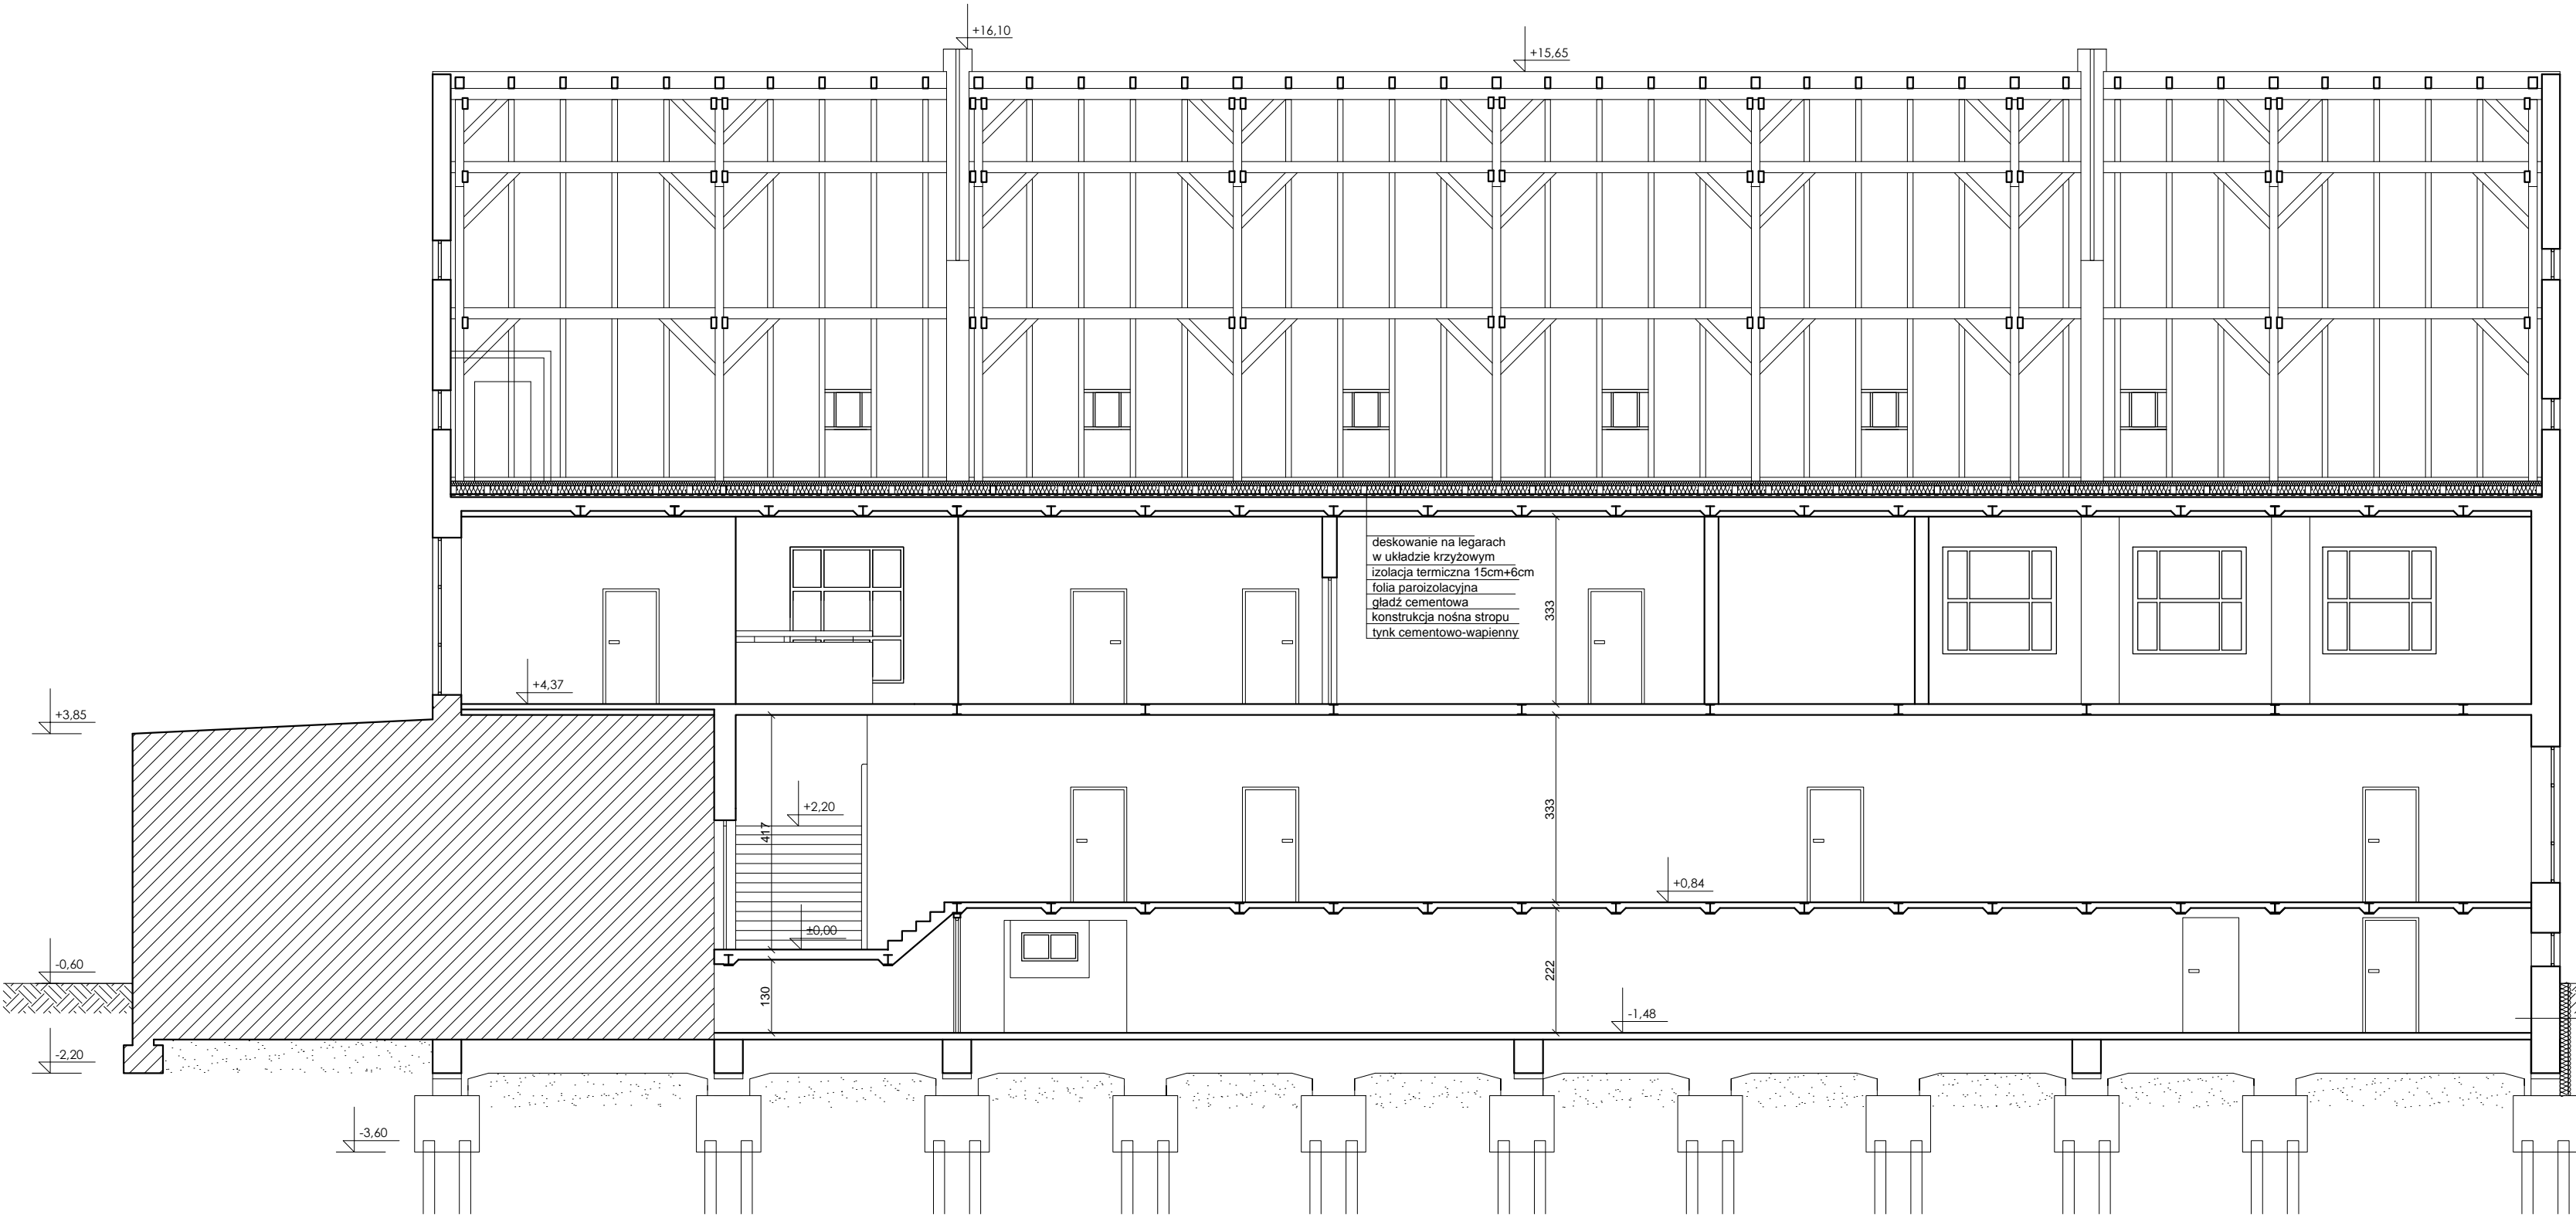 +16,10
+15,65
deskowanie na legarach
w układzie krzyżowym
izolacja termiczna 15cm+6cm
folia paroizolacyjna
gładź cementowa
konstrukcja nośna stropu
tynk cementowo-wapienny
333
+4,37
+3,85
417
+2,20
333
+0,84
±0,00
-0,60
130
222
-1,48
-2,20
-3,60